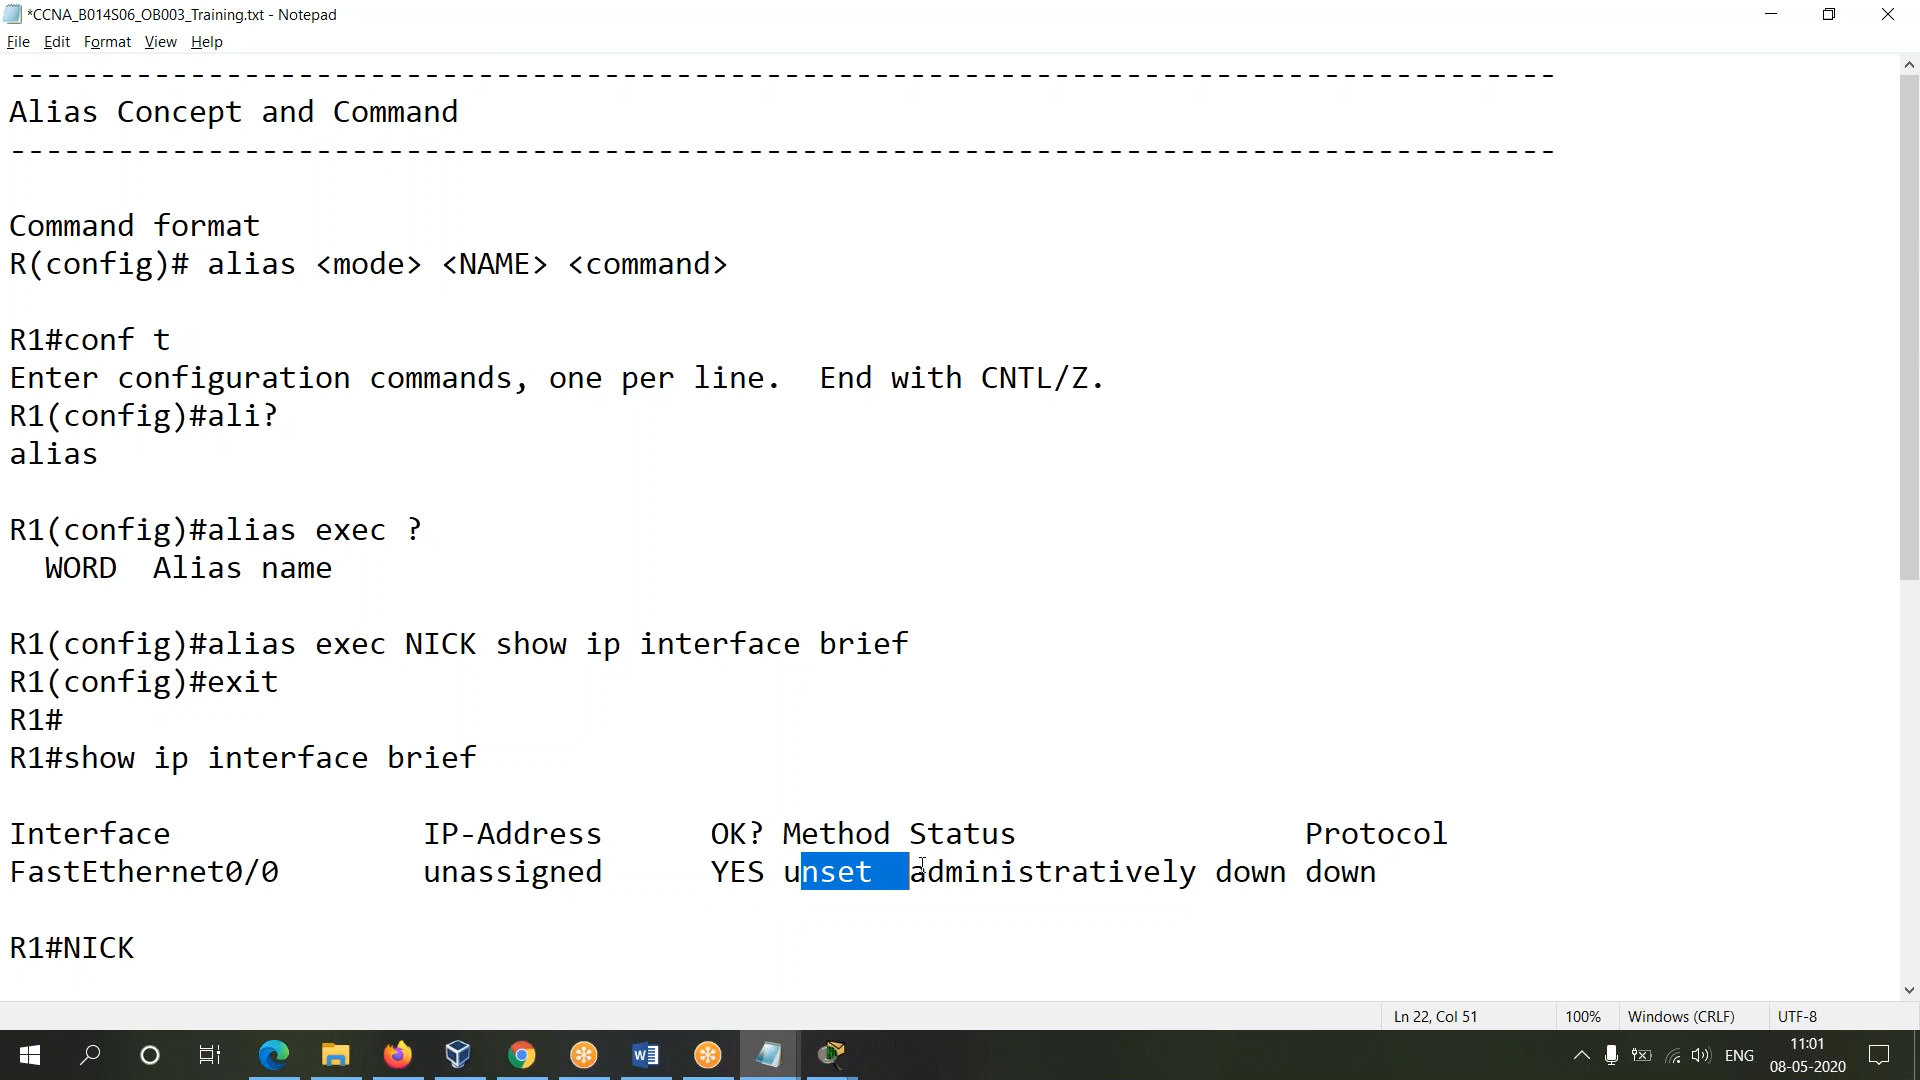 *CCNA_B014S06_OB003_Training.txt - Notepad
File Edit Format View Help
--------------------------------------------------------------------------------------
Alias Concept and Command
--------------------------------------------------------------------------------------
Command format
R(config)# alias <mode> <NAME> <command>
R1#conf t
Enter configuration commands, one per line.  End with CNTL/Z.
R1(config)#ali?
alias
R1(config)#alias exec ?
  WORD  Alias name
R1(config)#alias exec NICK show ip interface brief
R1(config)#exit
R1#
R1#show ip interface brief
Interface              IP-Address      OK? Method Status                Protocol
FastEthernet0/0        unassigned      YES unset  administratively down down
R1#NICK
Ln 22, Col 51 100% Windows (CRLF) UTF-8
ENG
11:01
08-05-2020